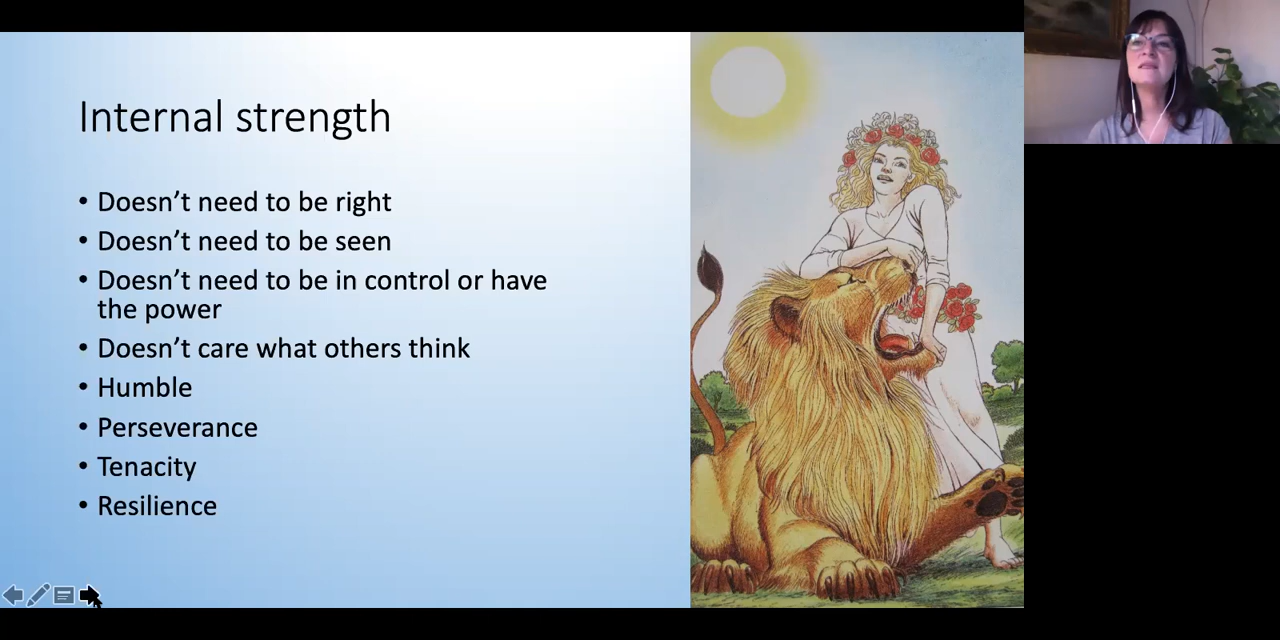 Internal strength
• Doesn’t need to be right
• Doesn’t need to be seen
• Doesn’t need to be in control or have
the power
• Doesn’t care what others think
• Humble
• Perseverance
• Tenacity
• Resilience